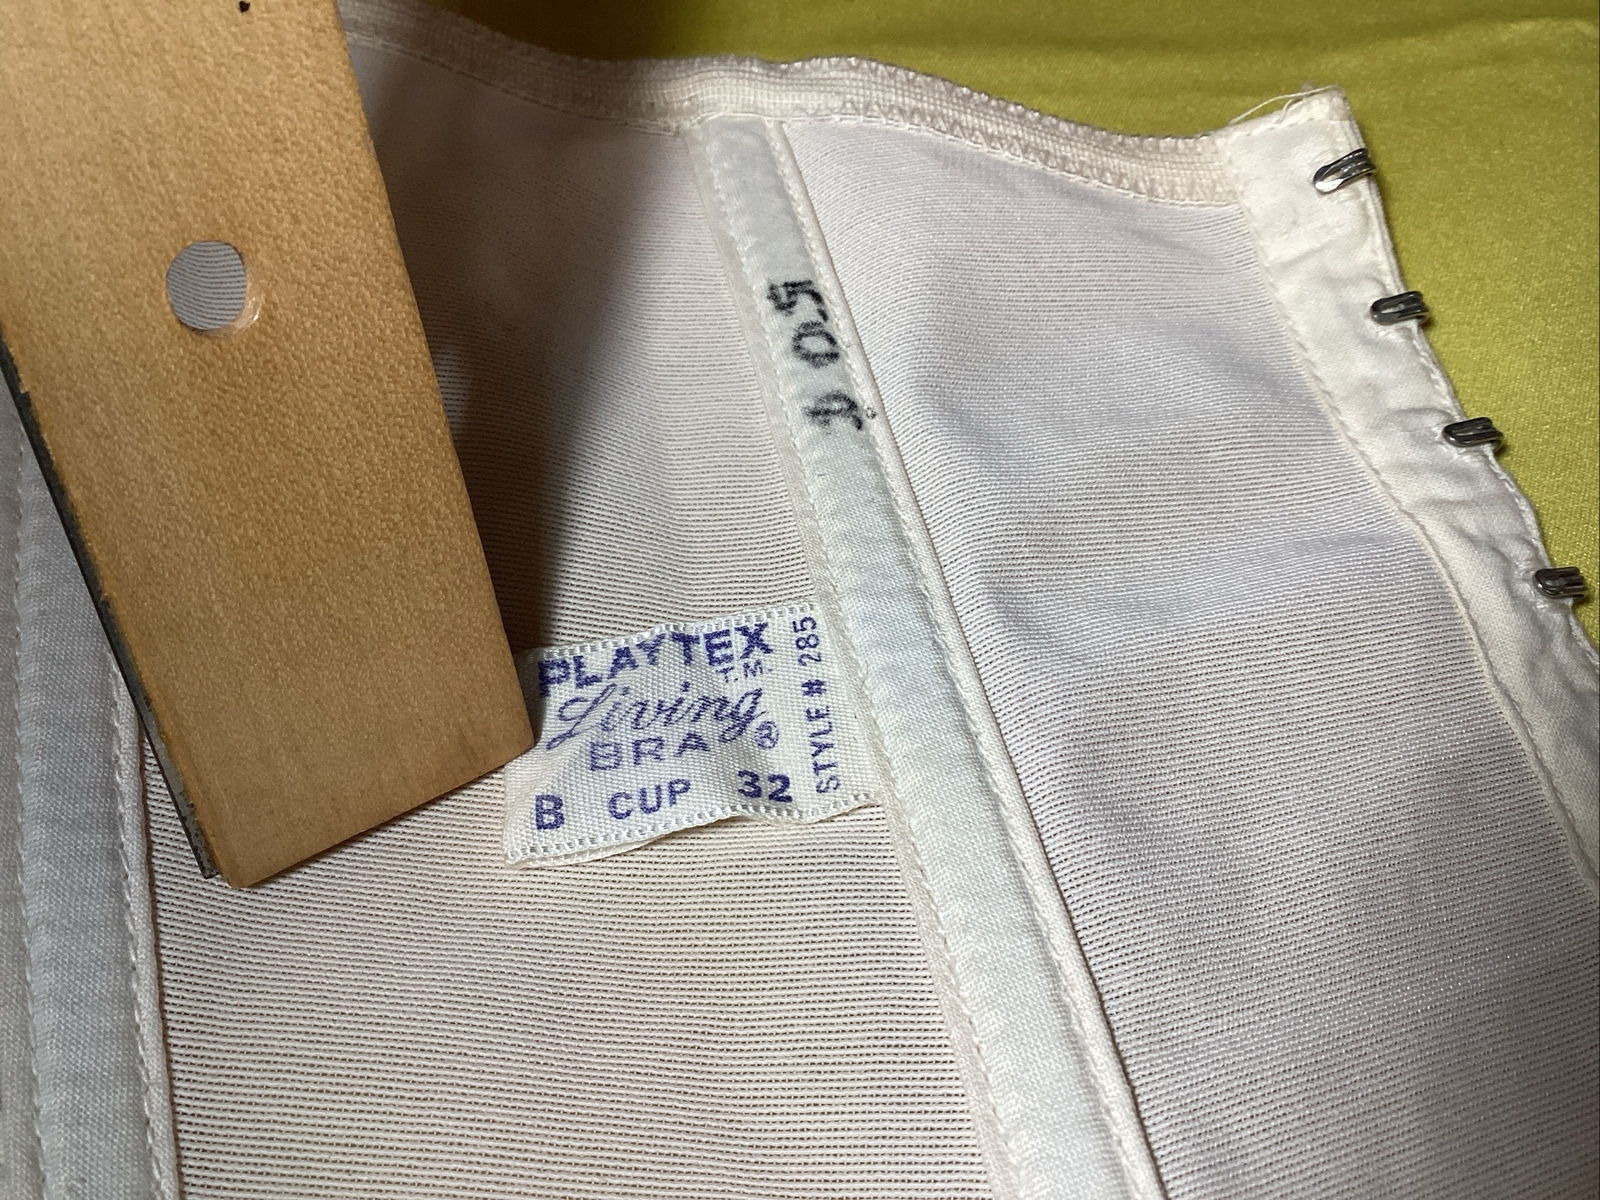 PLAYTEX
T.M.
Living
BRA ®
B CUP 32
STYLE # 285